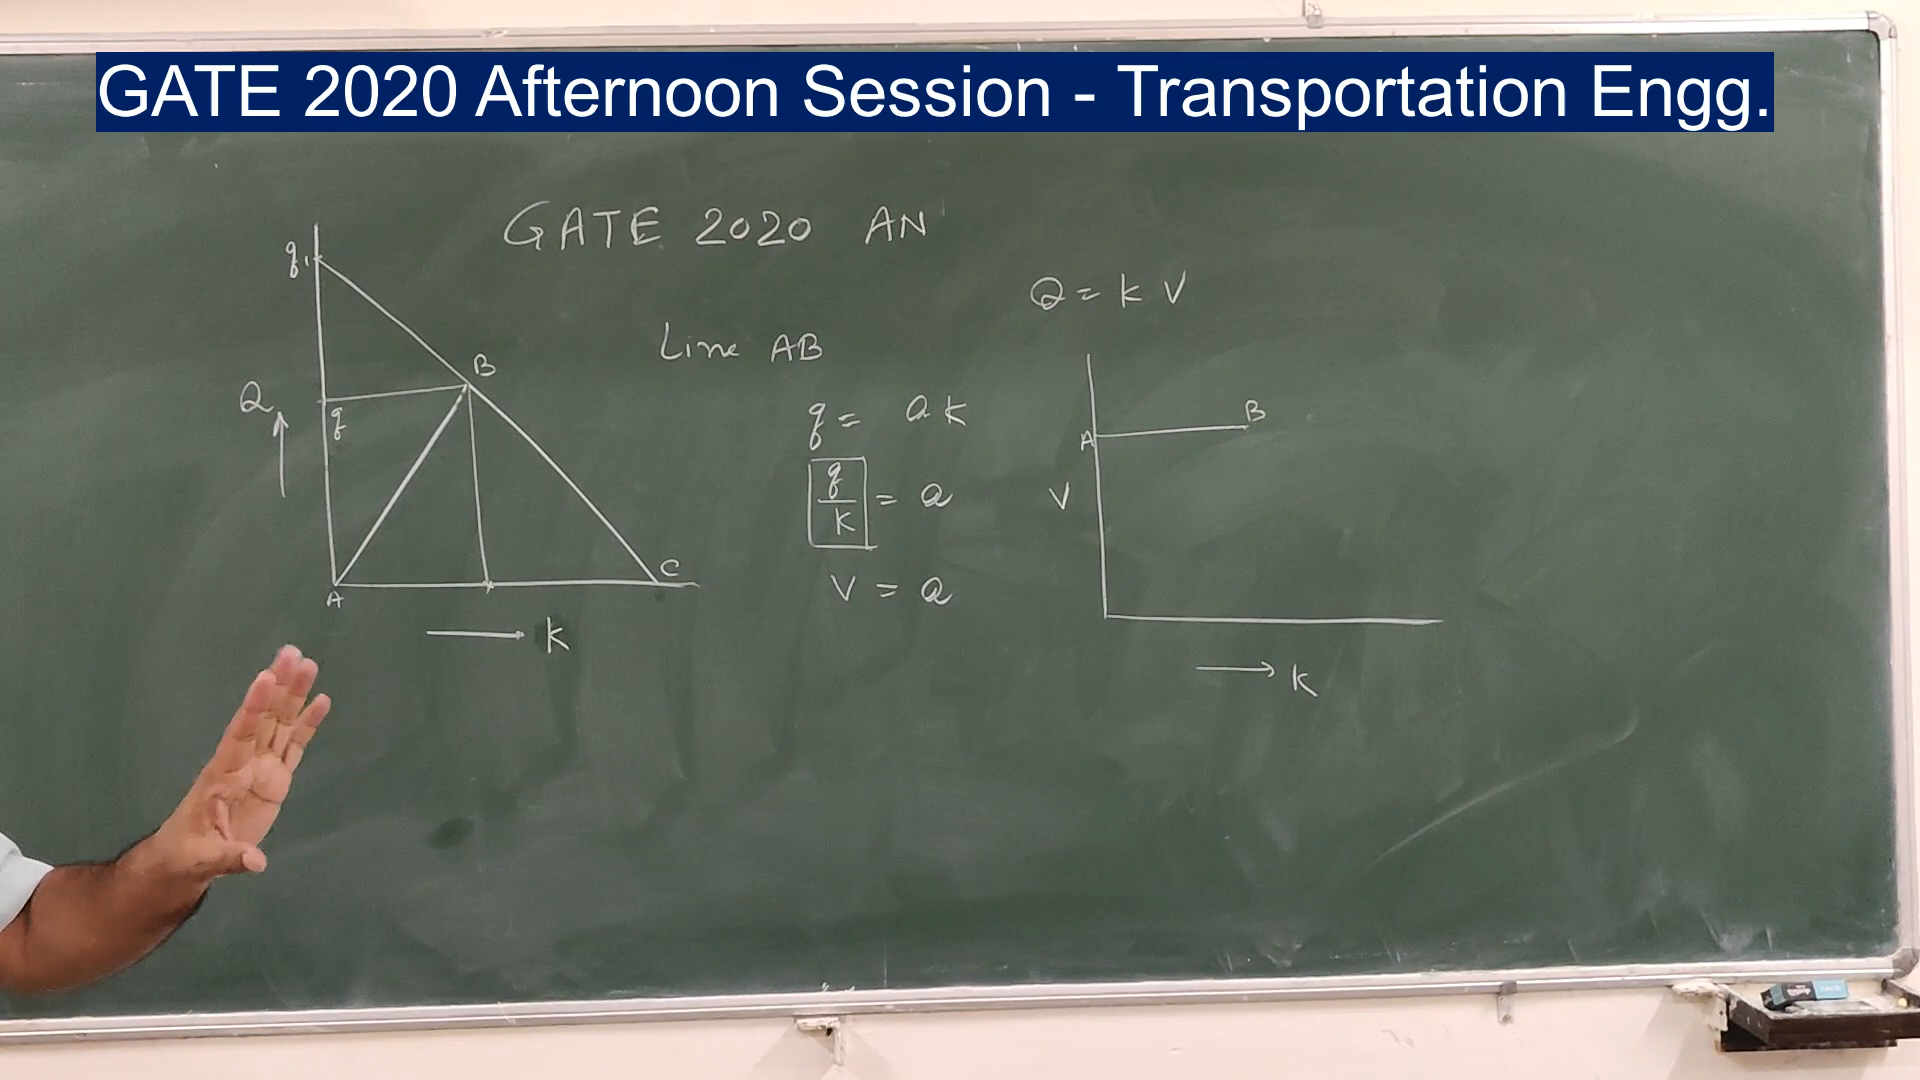 GATE 2020 Afternoon Session - Transportation Engg.
GATE 2020 AN
q1
B
Q
q
A
C
K
Line AB
q = a k
q/k = a
V = a
Q = k V
A
B
V
K